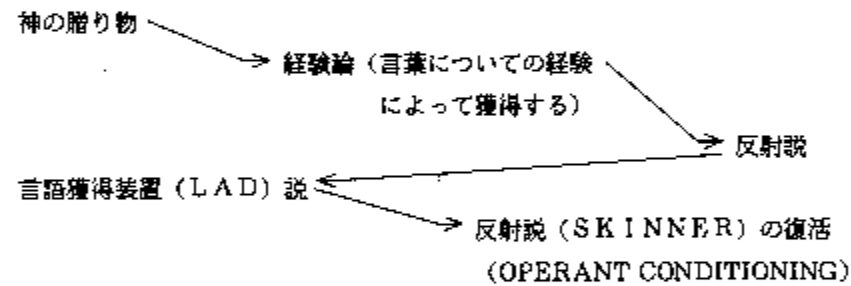 神の贈り物
経験論（言葉についての経験
によって獲得する）
反射説
言語獲得装置（ＬＡＤ）説
反射説（ＳＫＩＮＮＥＲ）の復活
（OPERANT CONDITIONING）